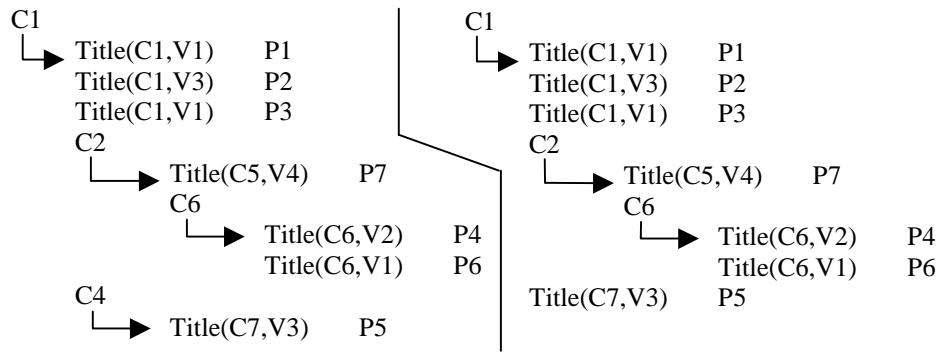 C1
Title(C1,V1) P1
Title(C1,V3) P2
Title(C1,V1) P3
C2
Title(C5,V4) P7
C6
Title(C6,V2) P4
Title(C6,V1) P6
C4
Title(C7,V3) P5
C1
Title(C1,V1) P1
Title(C1,V3) P2
Title(C1,V1) P3
C2
Title(C5,V4) P7
C6
Title(C6,V2) P4
Title(C6,V1) P6
Title(C7,V3) P5